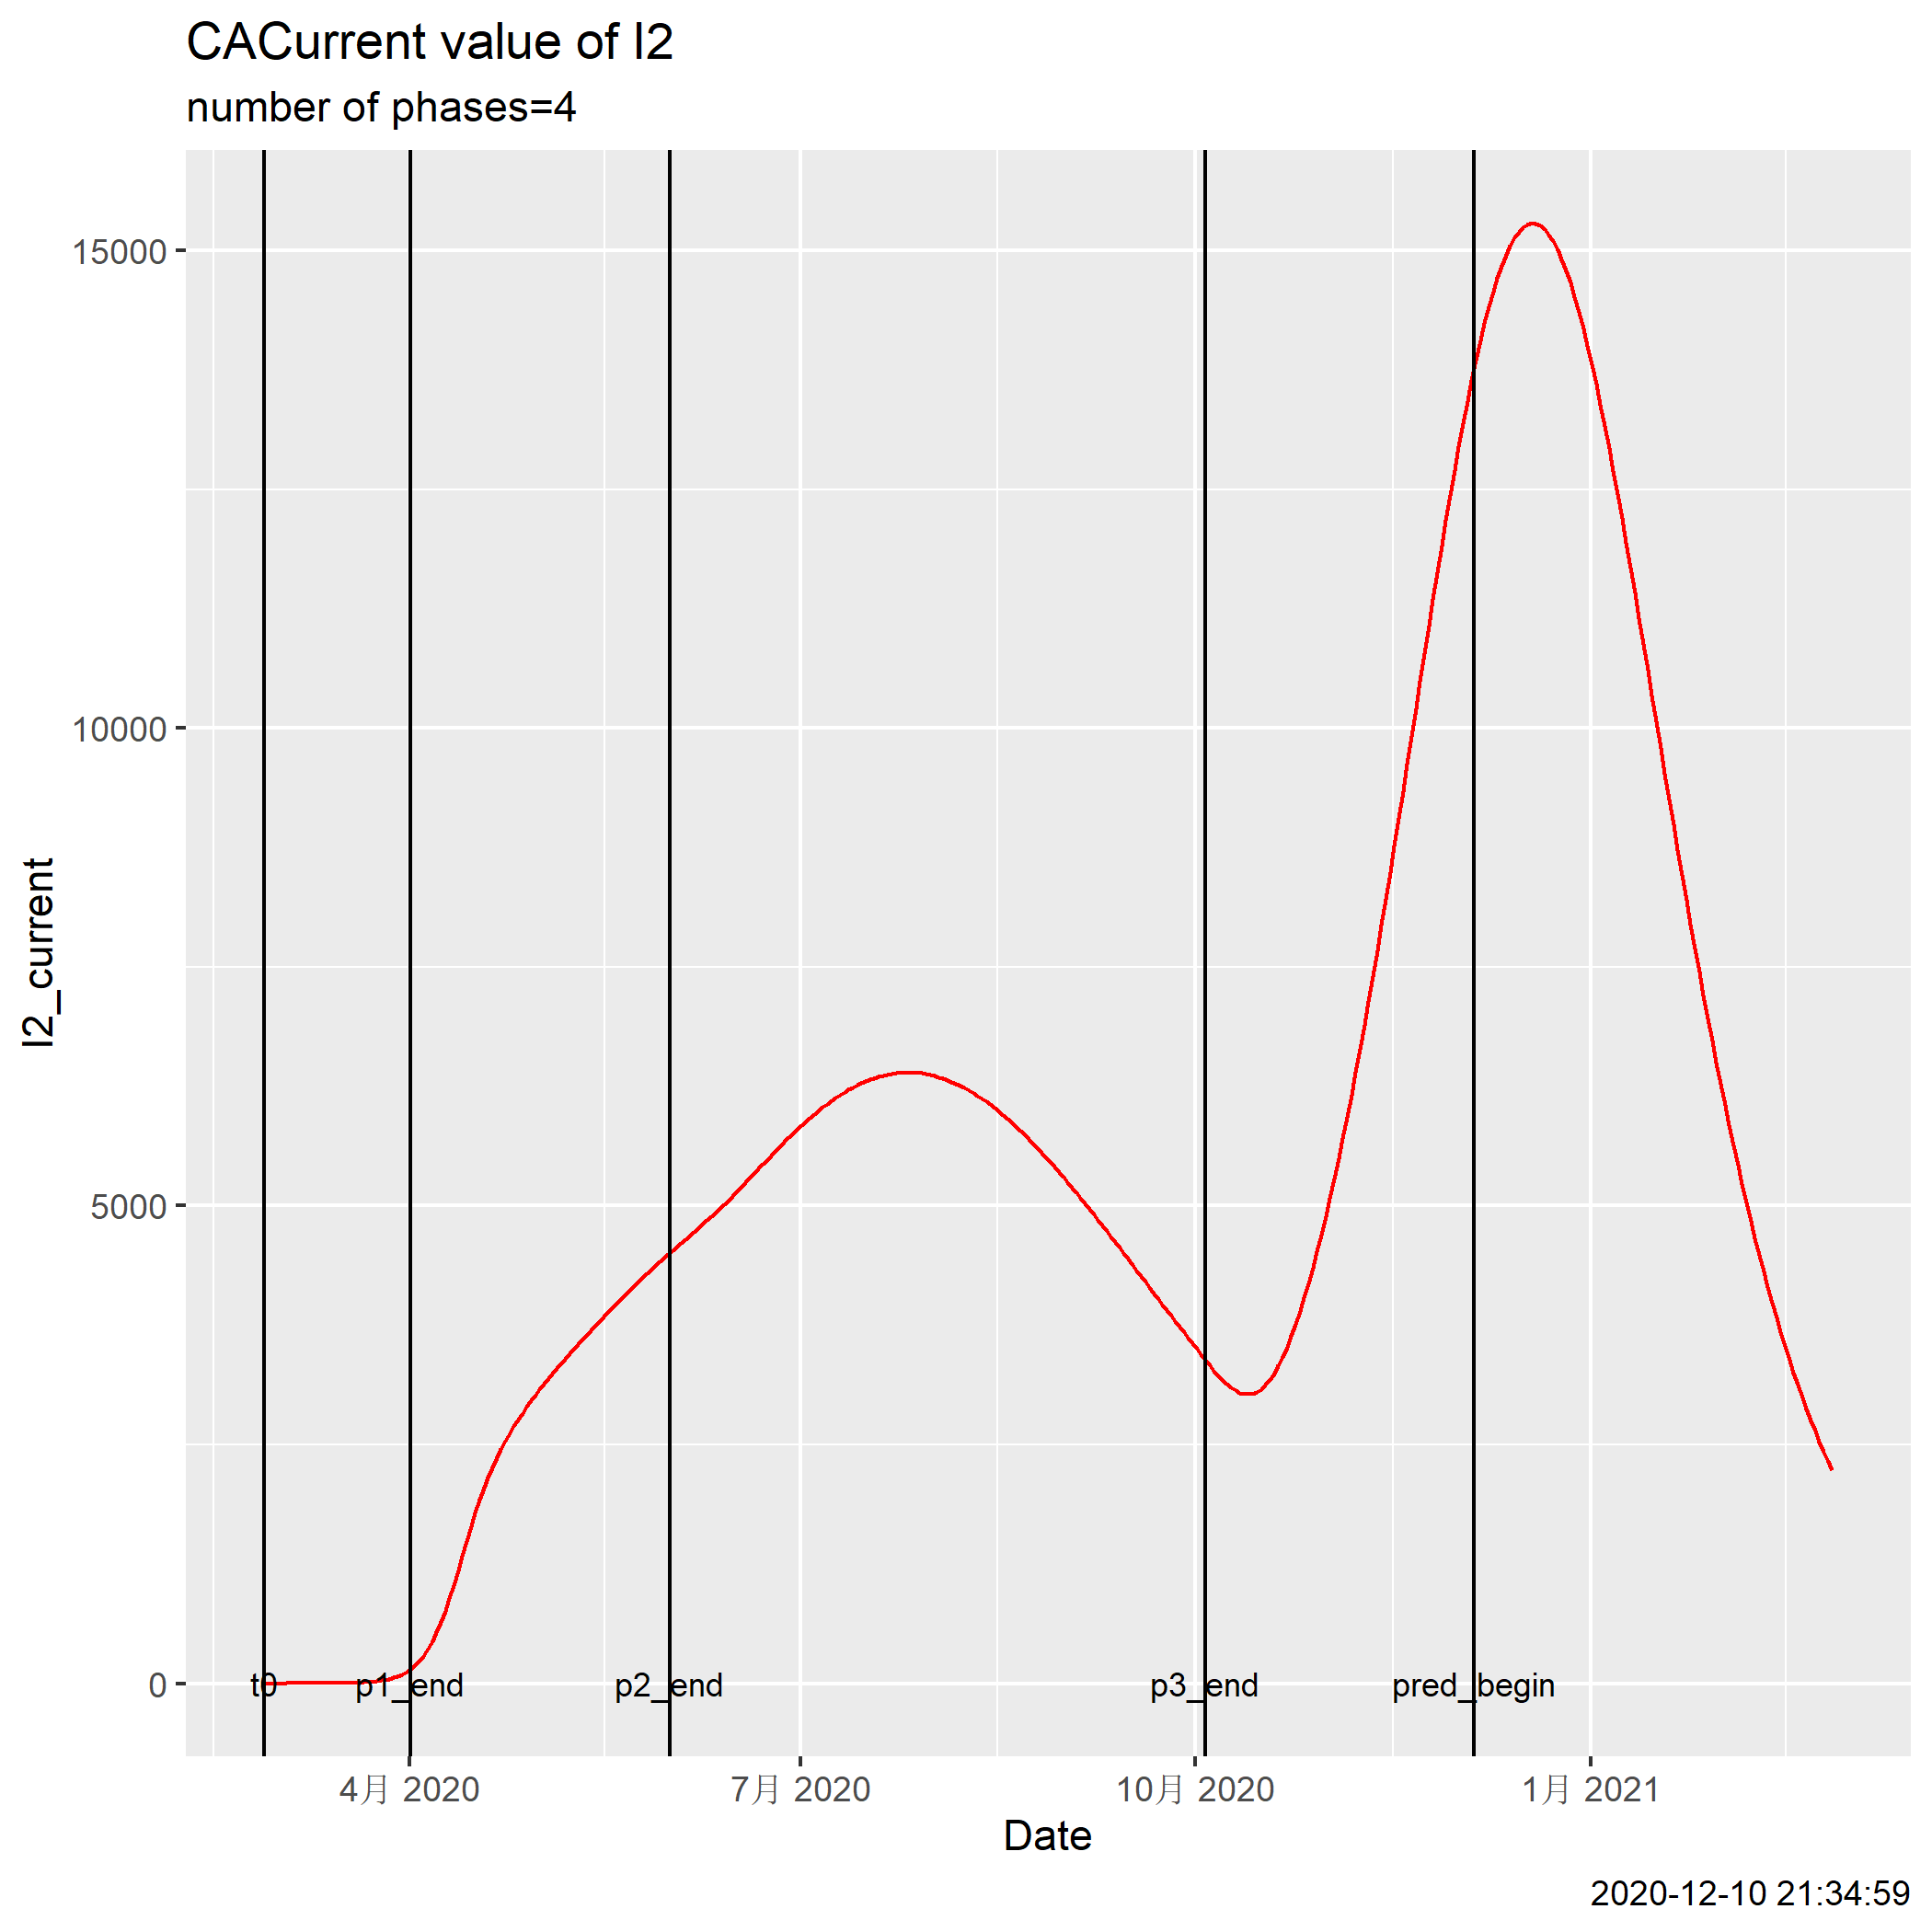 CACurrent value of I2
number of phases=4
15000
10000
5000
0
I2_current
t0
p1_end
p2_end
p3_end
pred_begin
4月 2020
7月 2020
10月 2020
1月 2021
Date
2020-12-10 21:34:59